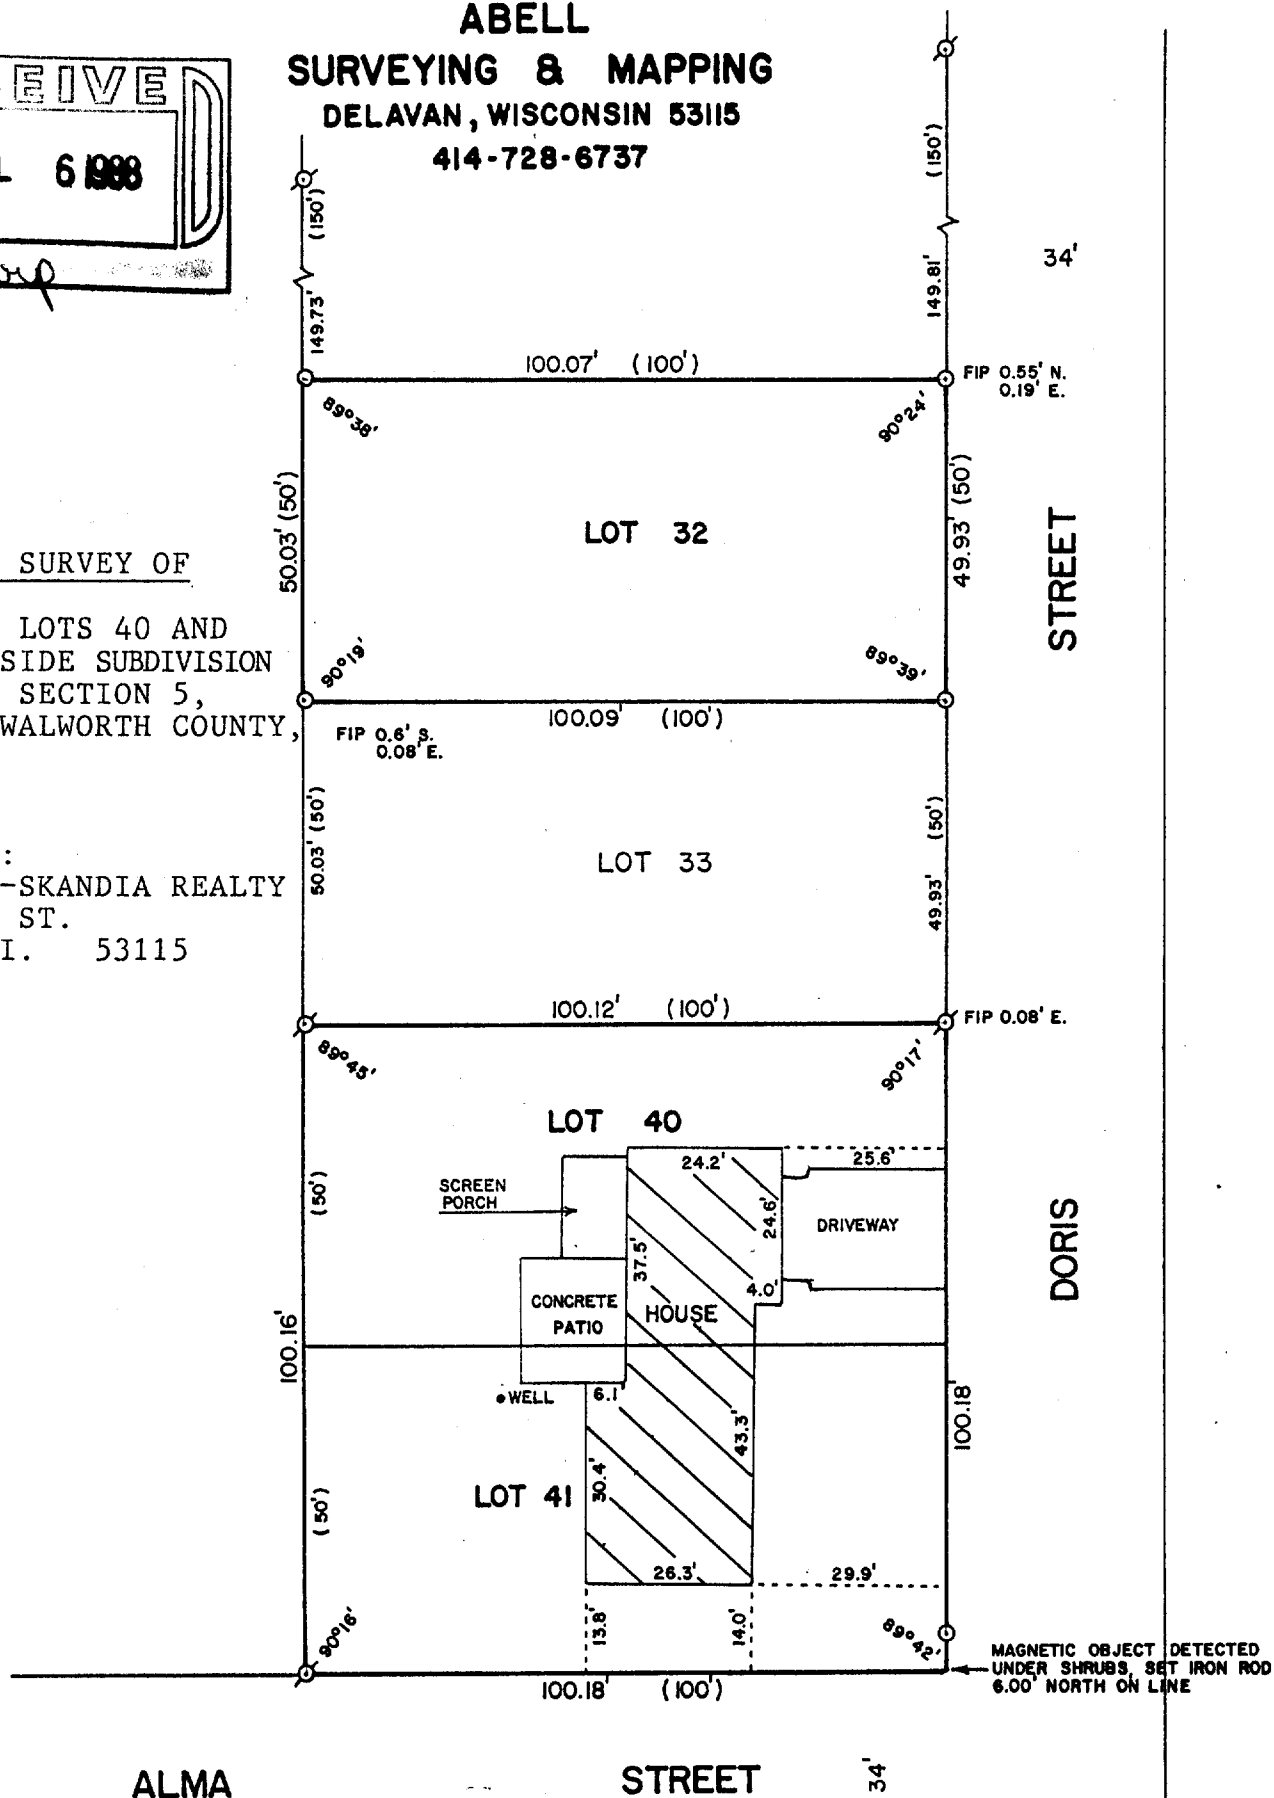 ABELL
SURVEYING & MAPPING
DELAVAN, WISCONSIN 53115
414-728-6737
EIVED
6 1988
(150')
149.73'
(150')
149.81'
34'
100.07' (100')
FIP 0.55' N.
0.19' E.
89°38'
90°24'
50.03' (50')
LOT 32
49.93' (50')
STREET
SURVEY OF
LOTS 40 AND
SIDE SUBDIVISION
SECTION 5,
WALWORTH COUNTY,
90°19'
89°39'
100.09' (100')
FIP 0.6' S.
0.08' E.
50.03' (50')
LOT 33
(50')
49.93'
:
-SKANDIA REALTY
ST.
I. 53115
100.12' (100')
FIP 0.08' E.
89°45'
90°17'
LOT 40
24.2'
25.6'
SCREEN
PORCH
(50')
24.6'
DRIVEWAY
DORIS
37.5'
4.0'
CONCRETE
PATIO
HOUSE
100.16'
WELL
6.1'
100.18'
43.3'
30.4'
LOT 41
(50')
26.3'
29.9'
13.8'
14.0'
90°16'
89°42'
MAGNETIC OBJECT DETECTED
UNDER SHRUBS, SET IRON ROD
6.00' NORTH ON LINE
100.18' (100')
ALMA STREET
34'